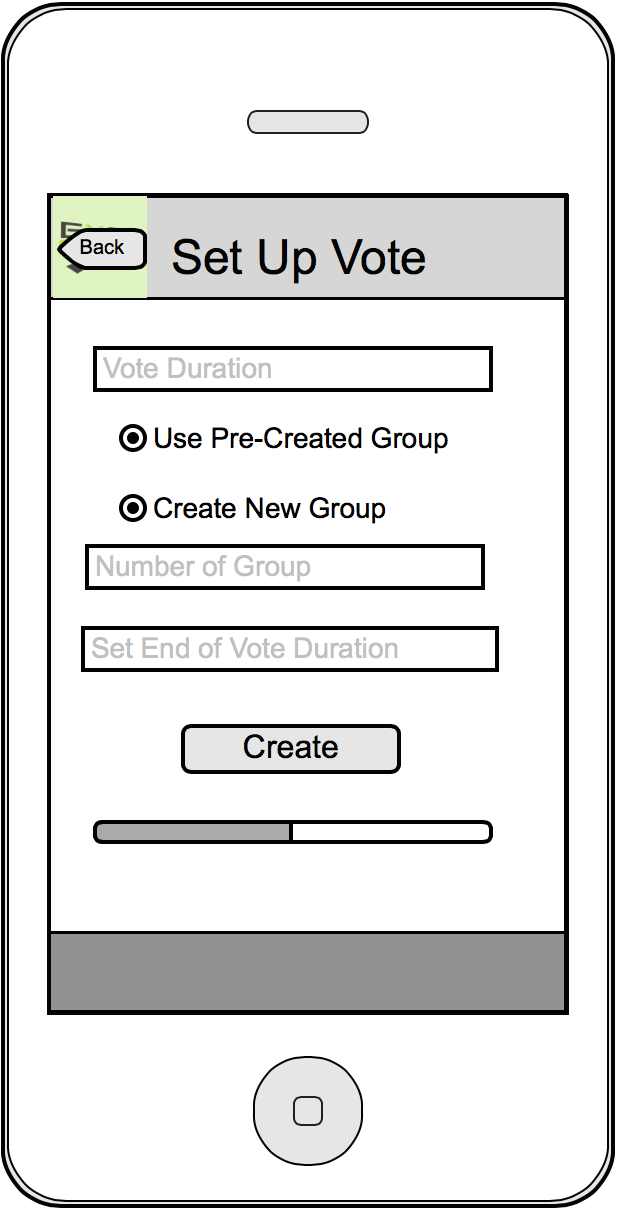 Back
Set Up Vote
Vote Duration
Use Pre-Created Group
Create New Group
Number of Group
Set End of Vote Duration
Create